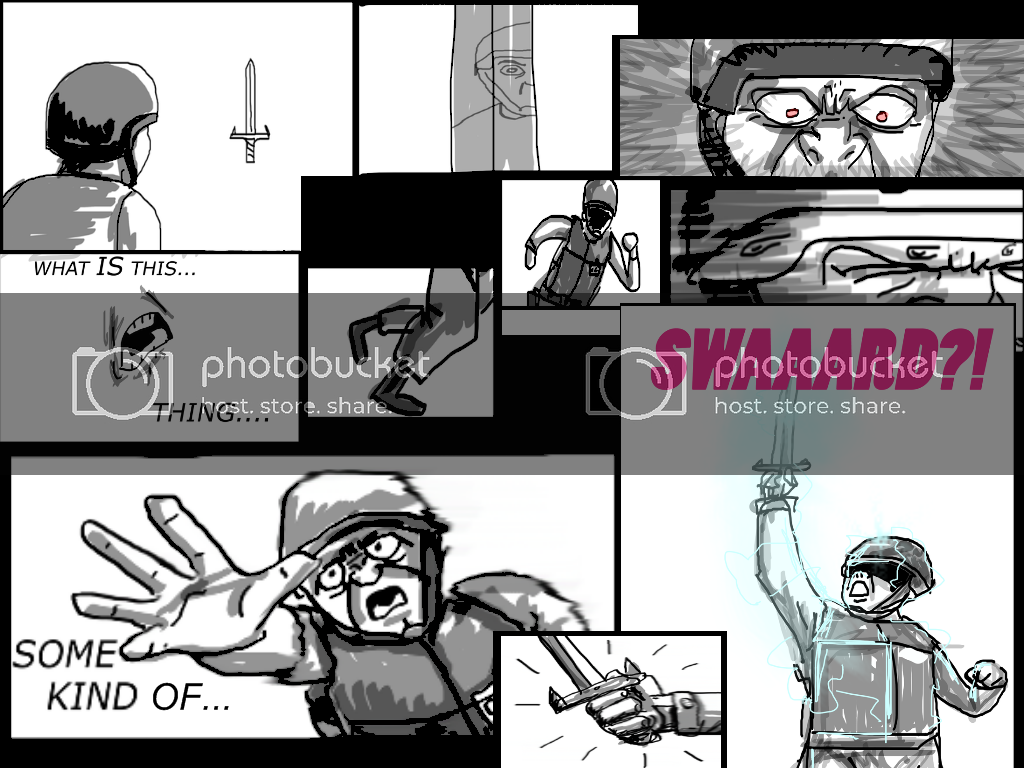 WHAT IS THIS...
THING....
SWAAARD?!
photobucket
host. store. share.
photobucket
host. store. share.
SOME
KIND OF...